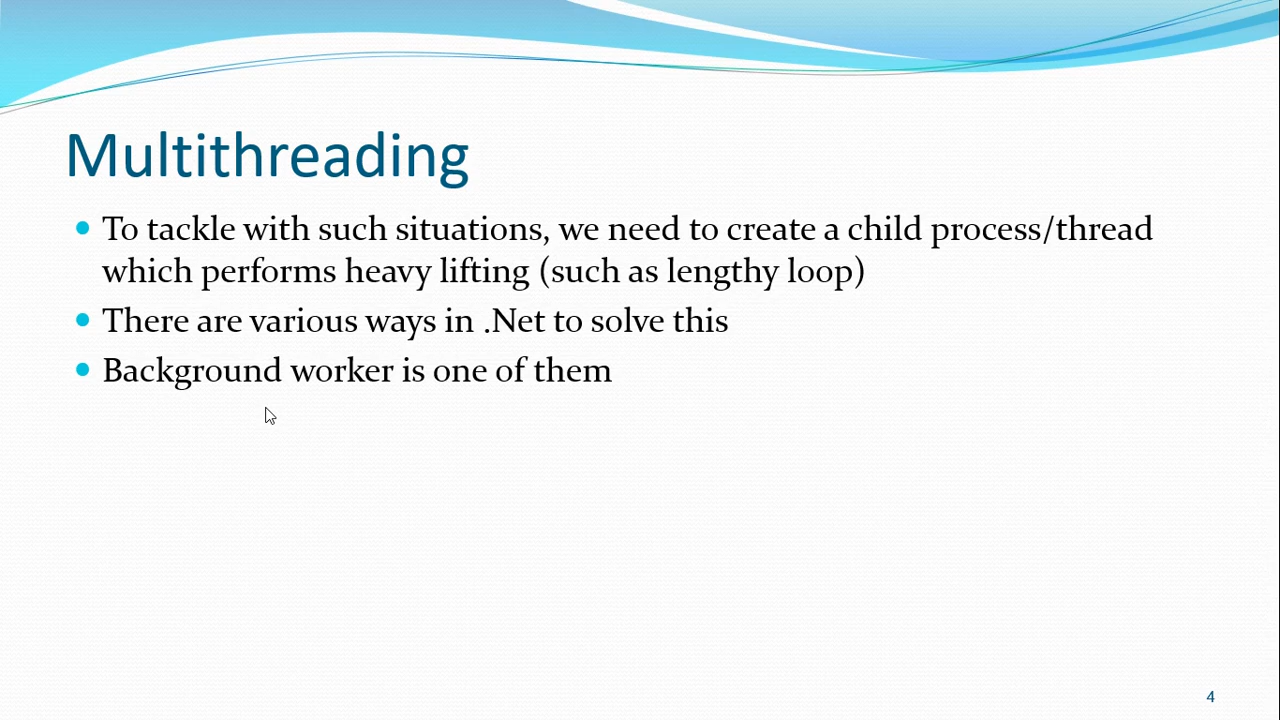 Multithreading
To tackle with such situations, we need to create a child process/thread
which performs heavy lifting (such as lengthy loop)
There are various ways in .Net to solve this
Background worker is one of them
4